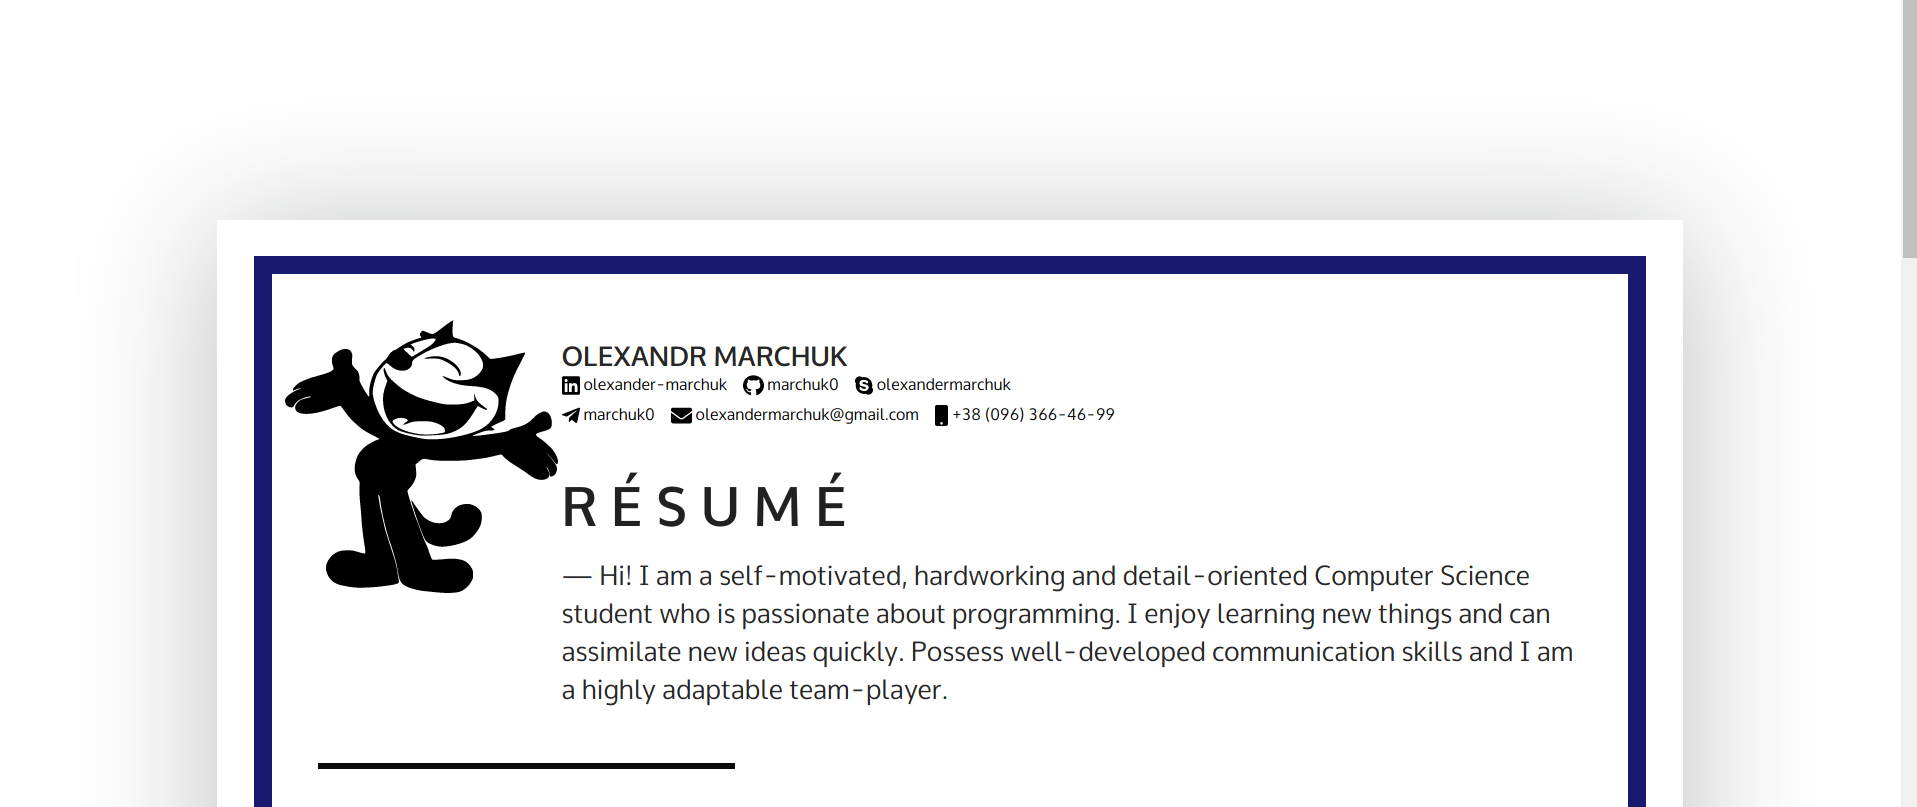 OLEXANDR MARCHUK
olexander-marchuk marchuk0 olexandermarchuk
marchuk0 olexandermarchuk@gmail.com +38 (096) 366-46-99
RÉSUMÉ
— Hi! I am a self-motivated, hardworking and detail-oriented Computer Science
student who is passionate about programming. I enjoy learning new things and can
assimilate new ideas quickly. Possess well-developed communication skills and I am
a highly adaptable team-player.